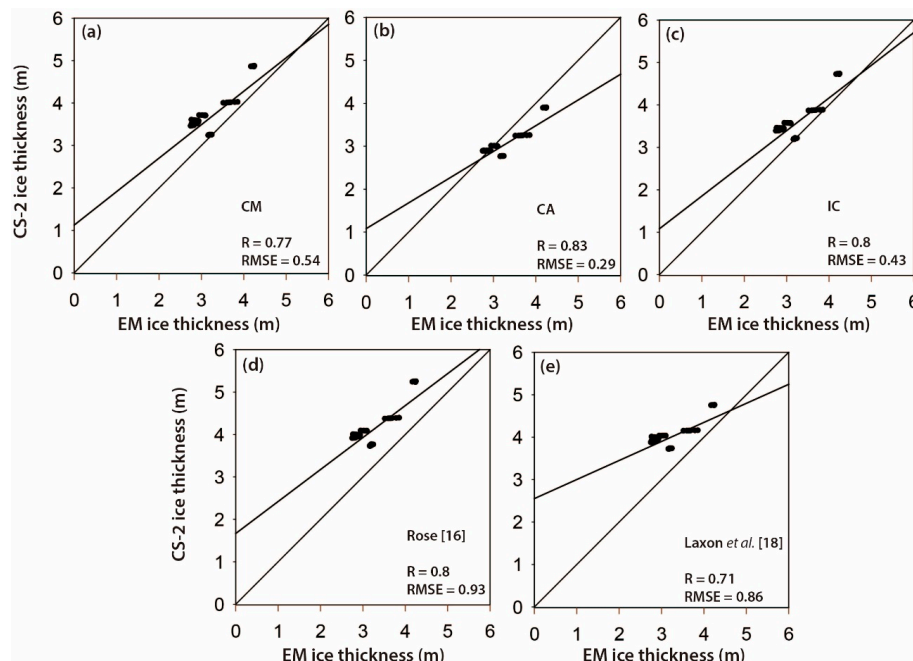 (a)
6
5
4
3
2
1
0
CS-2 ice thickness (m)
CM
R = 0.77
RMSE = 0.54
0 1 2 3 4 5 6
EM ice thickness (m)
(b)
6
5
4
3
2
1
0
CA
R = 0.83
RMSE = 0.29
0 1 2 3 4 5 6
EM ice thickness (m)
(c)
6
5
4
3
2
1
0
IC
R = 0.8
RMSE = 0.43
0 1 2 3 4 5 6
EM ice thickness (m)
(d)
6
5
4
3
2
1
0
CS-2 ice thickness (m)
Rose [16]
R = 0.8
RMSE = 0.93
0 1 2 3 4 5 6
EM ice thickness (m)
(e)
6
5
4
3
2
1
0
Laxon et al. [18]
R = 0.71
RMSE = 0.86
0 1 2 3 4 5 6
EM ice thickness (m)